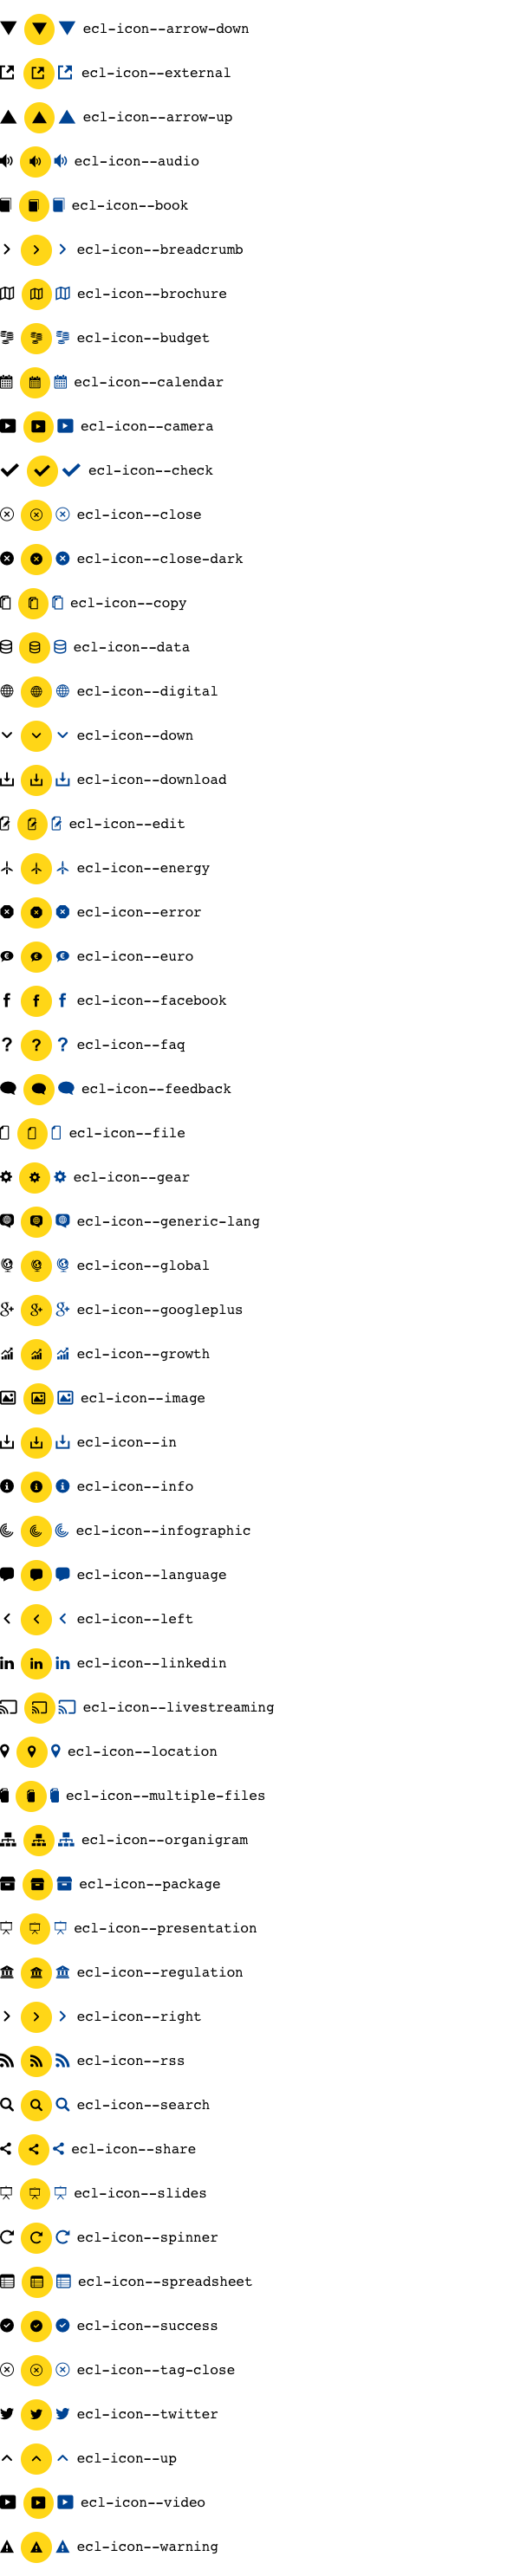 ecl-icon--arrow-down
ecl-icon--external
ecl-icon--arrow-up
ecl-icon--audio
ecl-icon--book
ecl-icon--breadcrumb
ecl-icon--brochure
ecl-icon--budget
ecl-icon--calendar
ecl-icon--camera
ecl-icon--check
ecl-icon--close
ecl-icon--close-dark
ecl-icon--copy
ecl-icon--data
ecl-icon--digital
ecl-icon--down
ecl-icon--download
ecl-icon--edit
ecl-icon--energy
ecl-icon--error
ecl-icon--euro
ecl-icon--facebook
ecl-icon--faq
ecl-icon--feedback
ecl-icon--file
ecl-icon--gear
ecl-icon--generic-lang
ecl-icon--global
ecl-icon--googleplus
ecl-icon--growth
ecl-icon--image
ecl-icon--in
ecl-icon--info
ecl-icon--infographic
ecl-icon--language
ecl-icon--left
ecl-icon--linkedin
ecl-icon--livestreaming
ecl-icon--location
ecl-icon--multiple-files
ecl-icon--organigram
ecl-icon--package
ecl-icon--presentation
ecl-icon--regulation
ecl-icon--right
ecl-icon--rss
ecl-icon--search
ecl-icon--share
ecl-icon--slides
ecl-icon--spinner
ecl-icon--spreadsheet
ecl-icon--success
ecl-icon--tag-close
ecl-icon--twitter
ecl-icon--up
ecl-icon--video
ecl-icon--warning